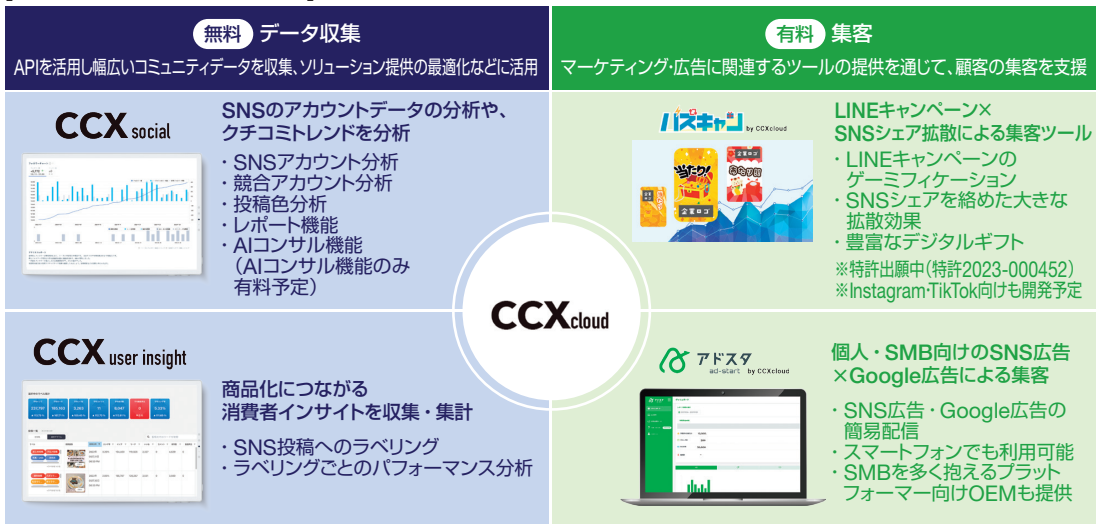 無料 データ収集
APIを活用し幅広いコミュニティデータを収集、ソリューション提供の最適化などに活用
有料 集客
マーケティング・広告に関連するツールの提供を通じて、顧客の集客を支援
CCX social
SNSのアカウントデータの分析や、
クチコミトレンドを分析
・SNSアカウント分析
・競合アカウント分析
・投稿色分析
・レポート機能
・AIコンサル機能
（AIコンサル機能のみ
有料予定）
バズキャン by CCXcloud
当たり!
企業ロゴ
企業ロゴ
LINEキャンペーン×
SNSシェア拡散による集客ツール
・LINEキャンペーンの
ゲーミフィケーション
・SNSシェアを絡めた大きな
拡散効果
・豊富なデジタルギフト
※特許出願中（特許2023-000452）
※Instagram・TikTok向けも開発予定
CCXcloud
CCX user insight
商品化につながる
消費者インサイトを収集・集計
・SNS投稿へのラベリング
・ラベリングごとのパフォーマンス分析
アドスタ
ad-start by CCXcloud
個人・SMB向けのSNS広告
×Google広告による集客
・SNS広告・Google広告の
簡易配信
・スマートフォンでも利用可能
・SMBを多く抱えるプラット
フォーマー向けOEMも提供